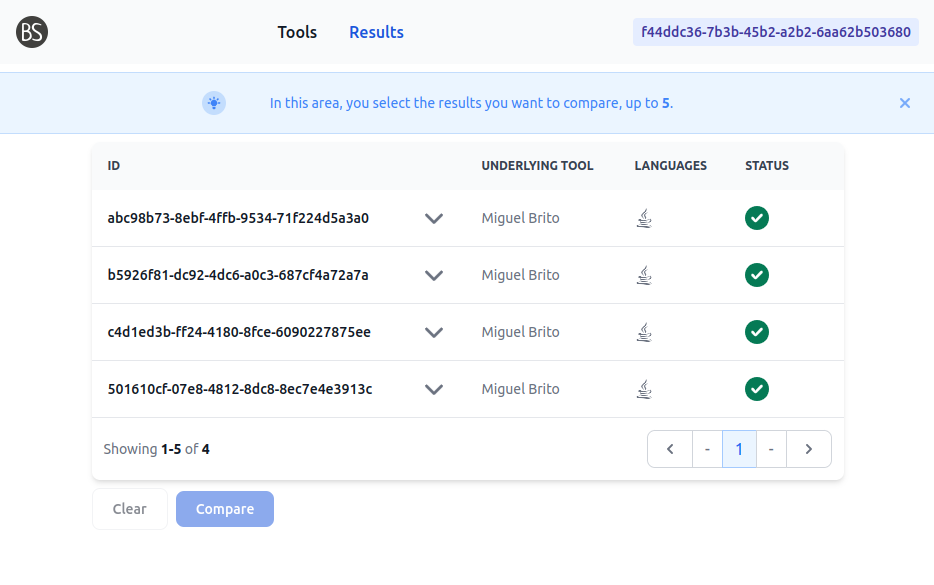 BS Tools Results f44ddc36-7b3b-45b2-a2b2-6aa62b503680
In this area, you select the results you want to compare, up to 5.
ID UNDERLYING TOOL LANGUAGES STATUS
abc98b73-8ebf-4ffb-9534-71f224d5a3a0 Miguel Brito
b5926f81-dc92-4dc6-a0c3-687cf4a72a7a Miguel Brito
c4d1ed3b-ff24-4180-8fce-6090227875ee Miguel Brito
501610cf-07e8-4812-8dc8-8ec7e4e3913c Miguel Brito
Showing 1-5 of 4 - 1 -
Clear Compare